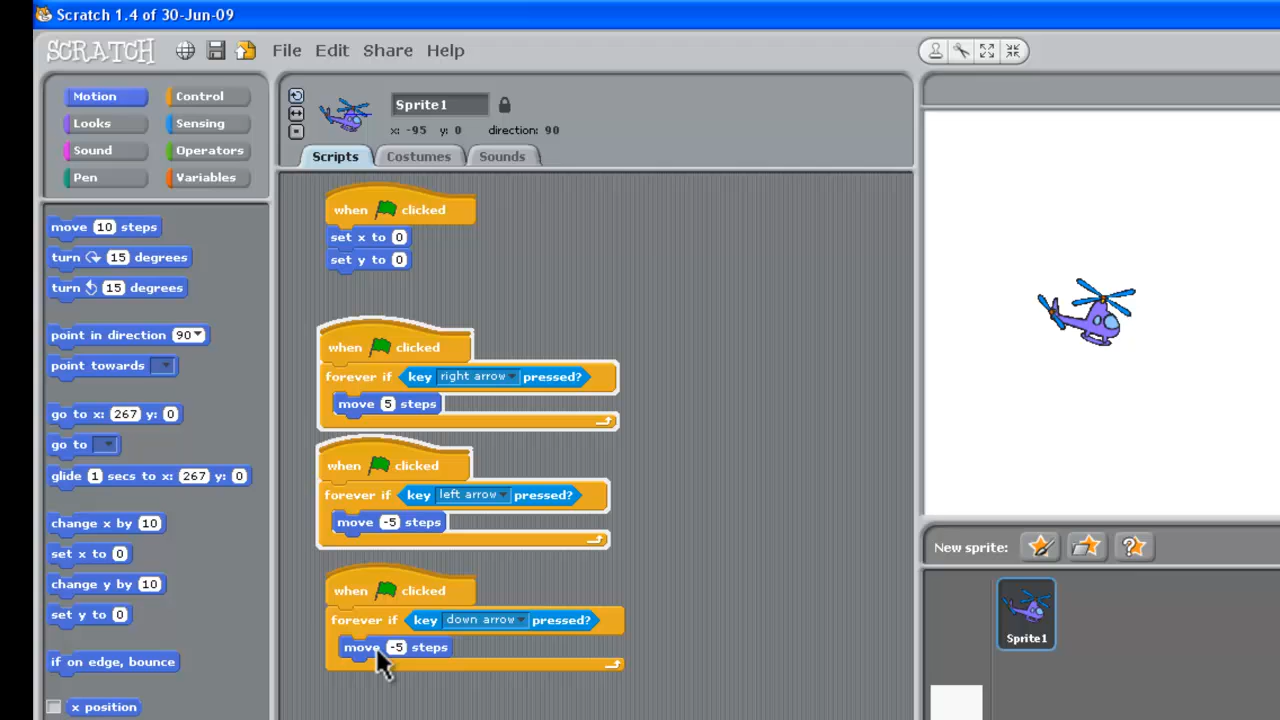 Scratch 1.4 of 30-Jun-09
SCRATCH File Edit Share Help
Motion Control
Looks Sensing
Sound Operators
Pen Variables
move 10 steps
turn 15 degrees
turn 15 degrees
point in direction 90
point towards
go to x: 267 y: 0
go to
glide 1 secs to x: 267 y: 0
change x by 10
set x to 0
change y by 10
set y to 0
if on edge, bounce
x position
Sprite1
x: -95 y: 0 direction: 90
Scripts Costumes Sounds
when clicked
set x to 0
set y to 0
when clicked
forever if key right arrow pressed?
move 5 steps
when clicked
forever if key left arrow pressed?
move -5 steps
when clicked
forever if key down arrow pressed?
move -5 steps
New sprite:
Sprite1